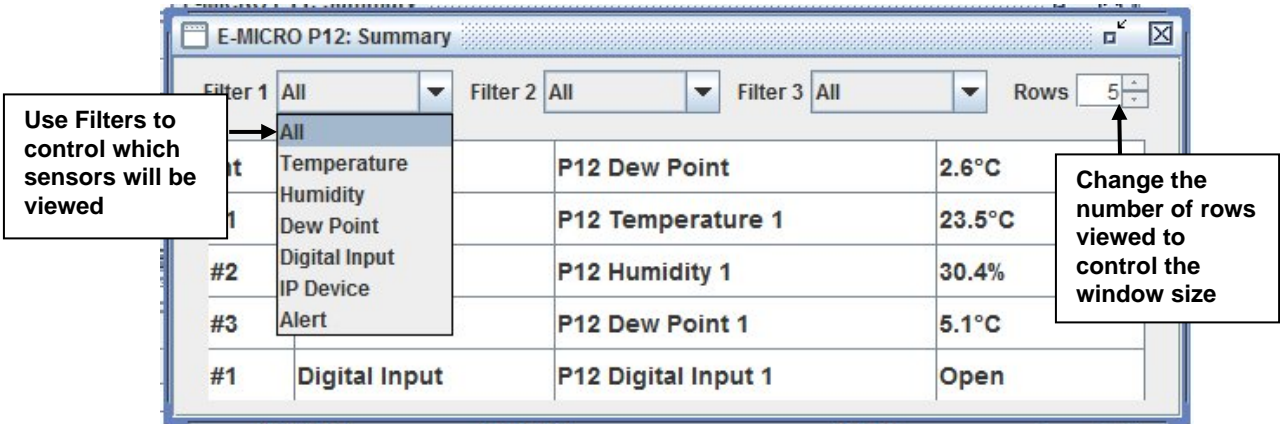 E-MICRO P12: Summary
Filter 1 All Filter 2 All Filter 3 All Rows 5
Use Filters to
control which
sensors will be
viewed
All
Temperature
Humidity
Dew Point
Digital Input
IP Device
Alert
P12 Dew Point 2.6°C
P12 Temperature 1 23.5°C
#2 P12 Humidity 1 30.4%
#3 P12 Dew Point 1 5.1°C
#1 Digital Input P12 Digital Input 1 Open
Change the
number of rows
viewed to
control the
window size